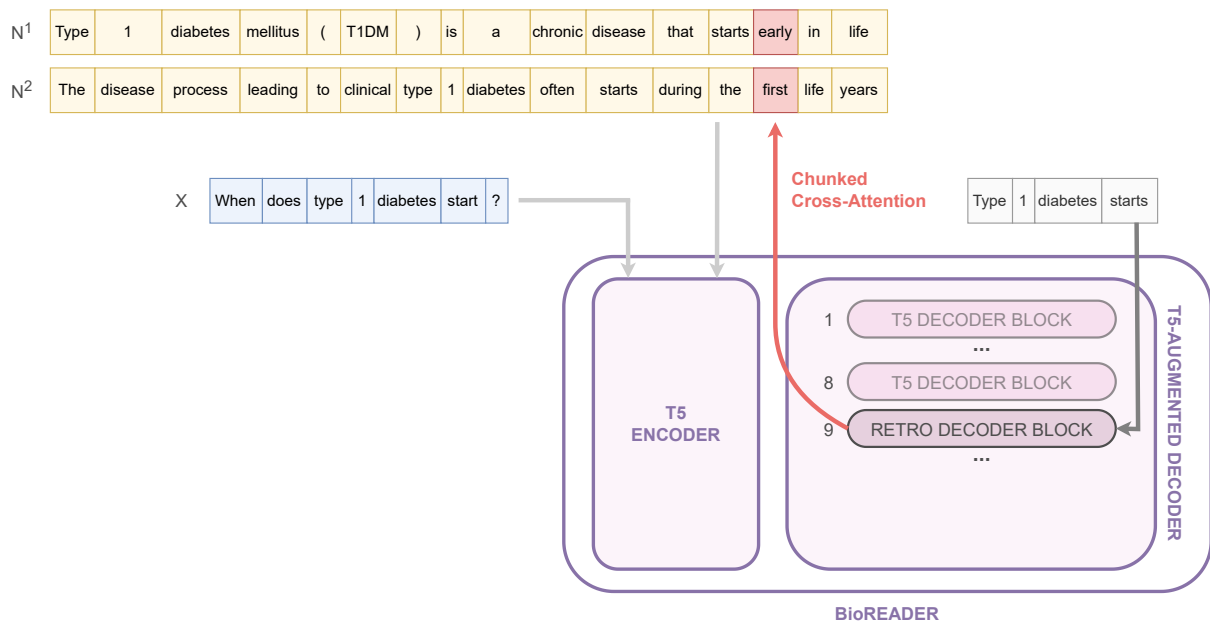 N1 Type 1 diabetes mellitus ( T1DM ) is a chronic disease that starts early in life
N2 The disease process leading to clinical type 1 diabetes often starts during the first life years
X When does type 1 diabetes start ?
Chunked
Cross-Attention
Type 1 diabetes starts
T5
ENCODER
1 T5 DECODER BLOCK
...
8 T5 DECODER BLOCK
9 RETRO DECODER BLOCK
...
T5-AUGMENTED DECODER
BioREADER